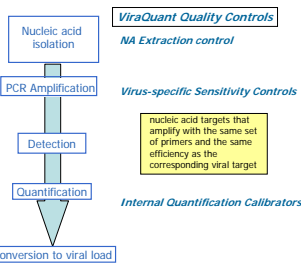 ViraQuant Quality Controls
Nucleic acid
isolation
NA Extraction control
PCR Amplification
Virus-specific Sensitivity Controls
nucleic acid targets that
amplify with the same set
of primers and the same
efficiency as the
corresponding viral target
Detection
Quantification
Internal Quantification Calibrators
onversion to viral load